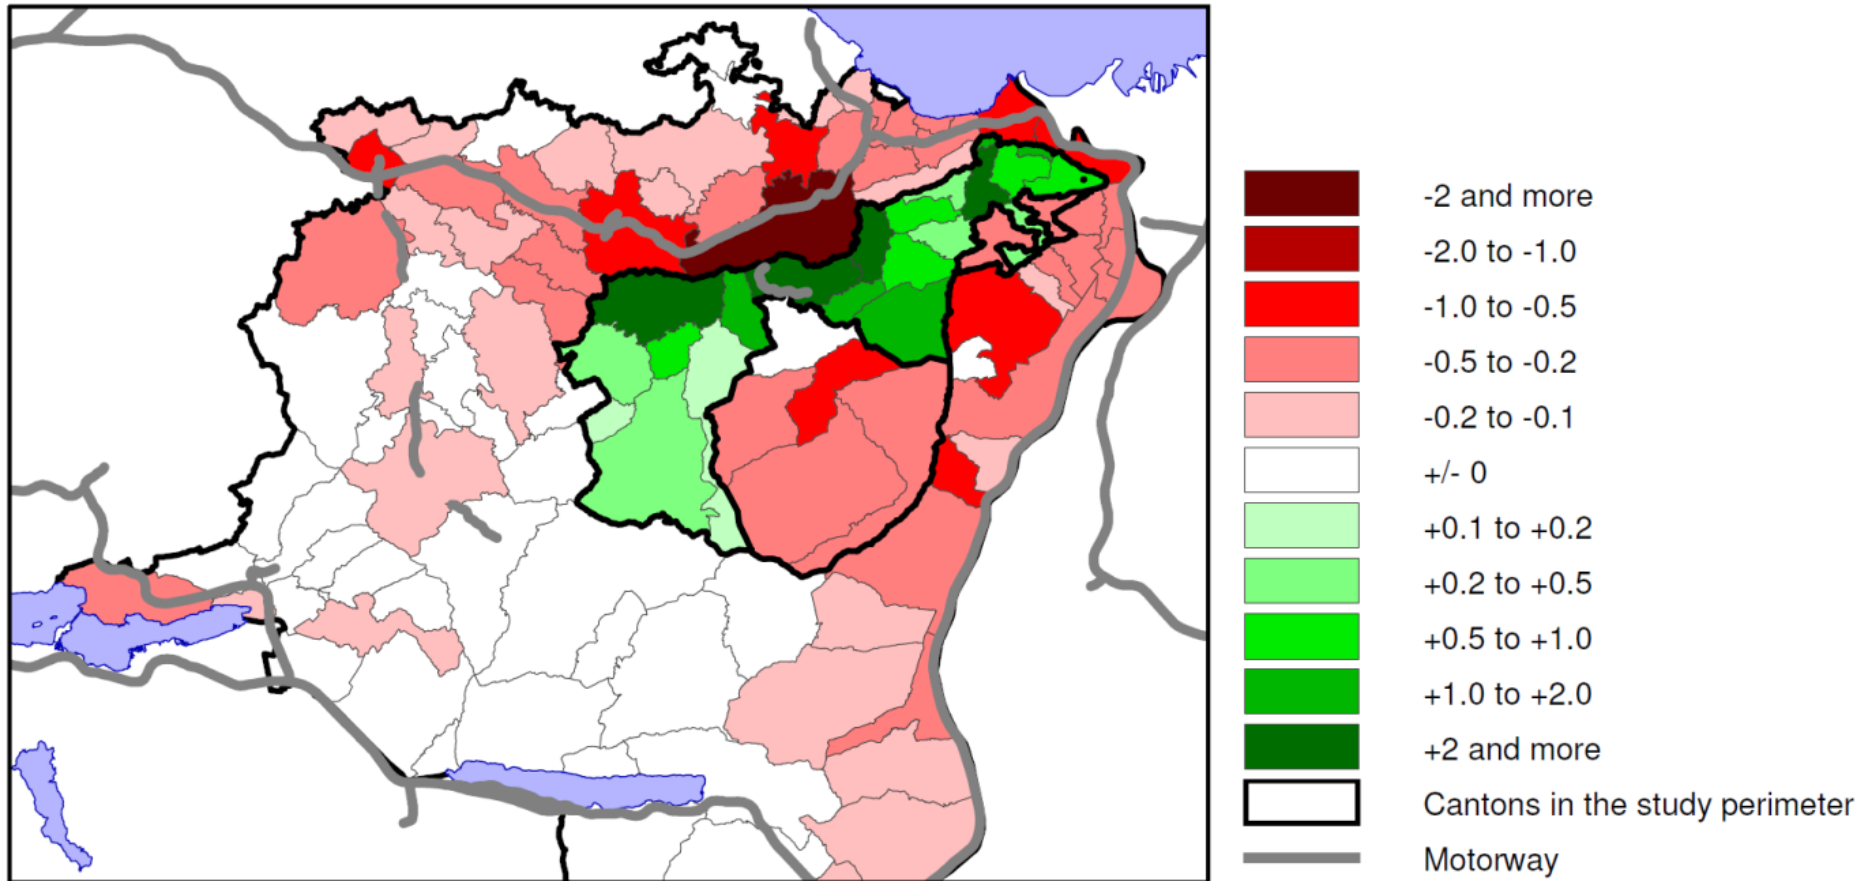 -2 and more
-2.0 to -1.0
-1.0 to -0.5
-0.5 to -0.2
-0.2 to -0.1
+/- 0
+0.1 to +0.2
+0.2 to +0.5
+0.5 to +1.0
+1.0 to +2.0
+2 and more
Cantons in the study perimeter
Motorway